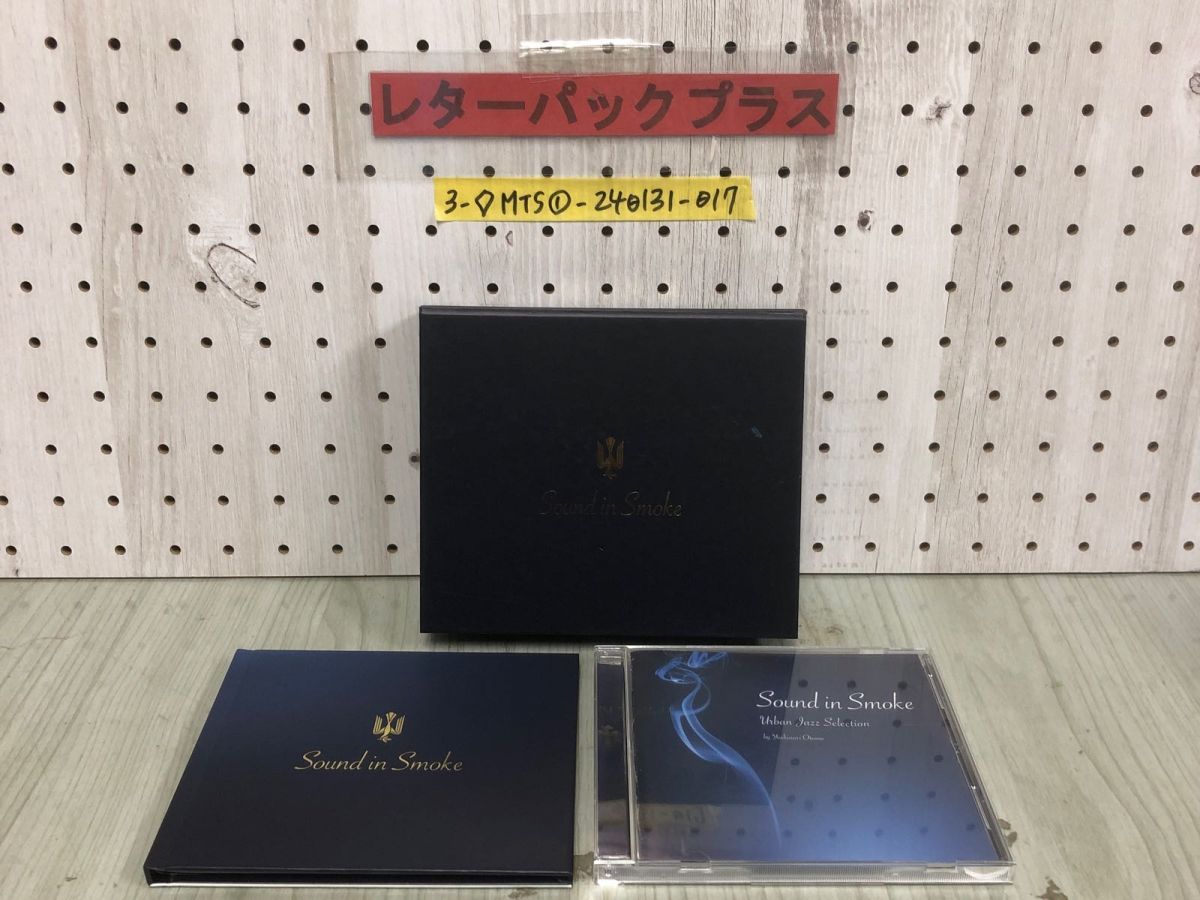 レターパックプラス
3-◇MTS①-240131-017
Sound in Smoke
Sound in Smoke
Sound in Smoke
Urban Jazz Selection
by